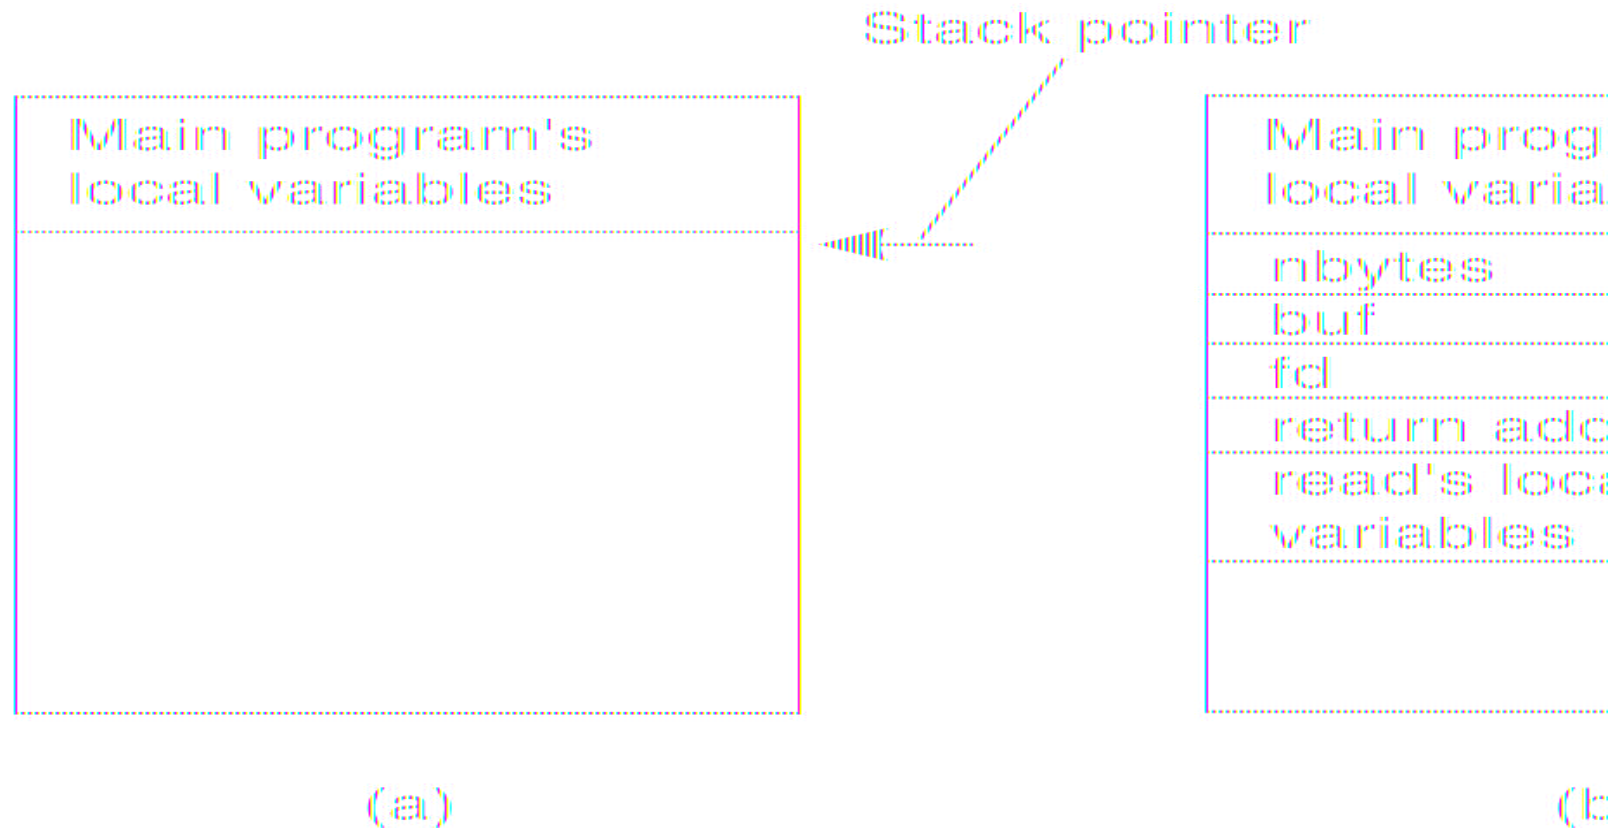 Stack pointer
Main program's
local variables
Main prog
local varia
nbytes
buf
fd
return add
read's loca
variables
(a)
(b